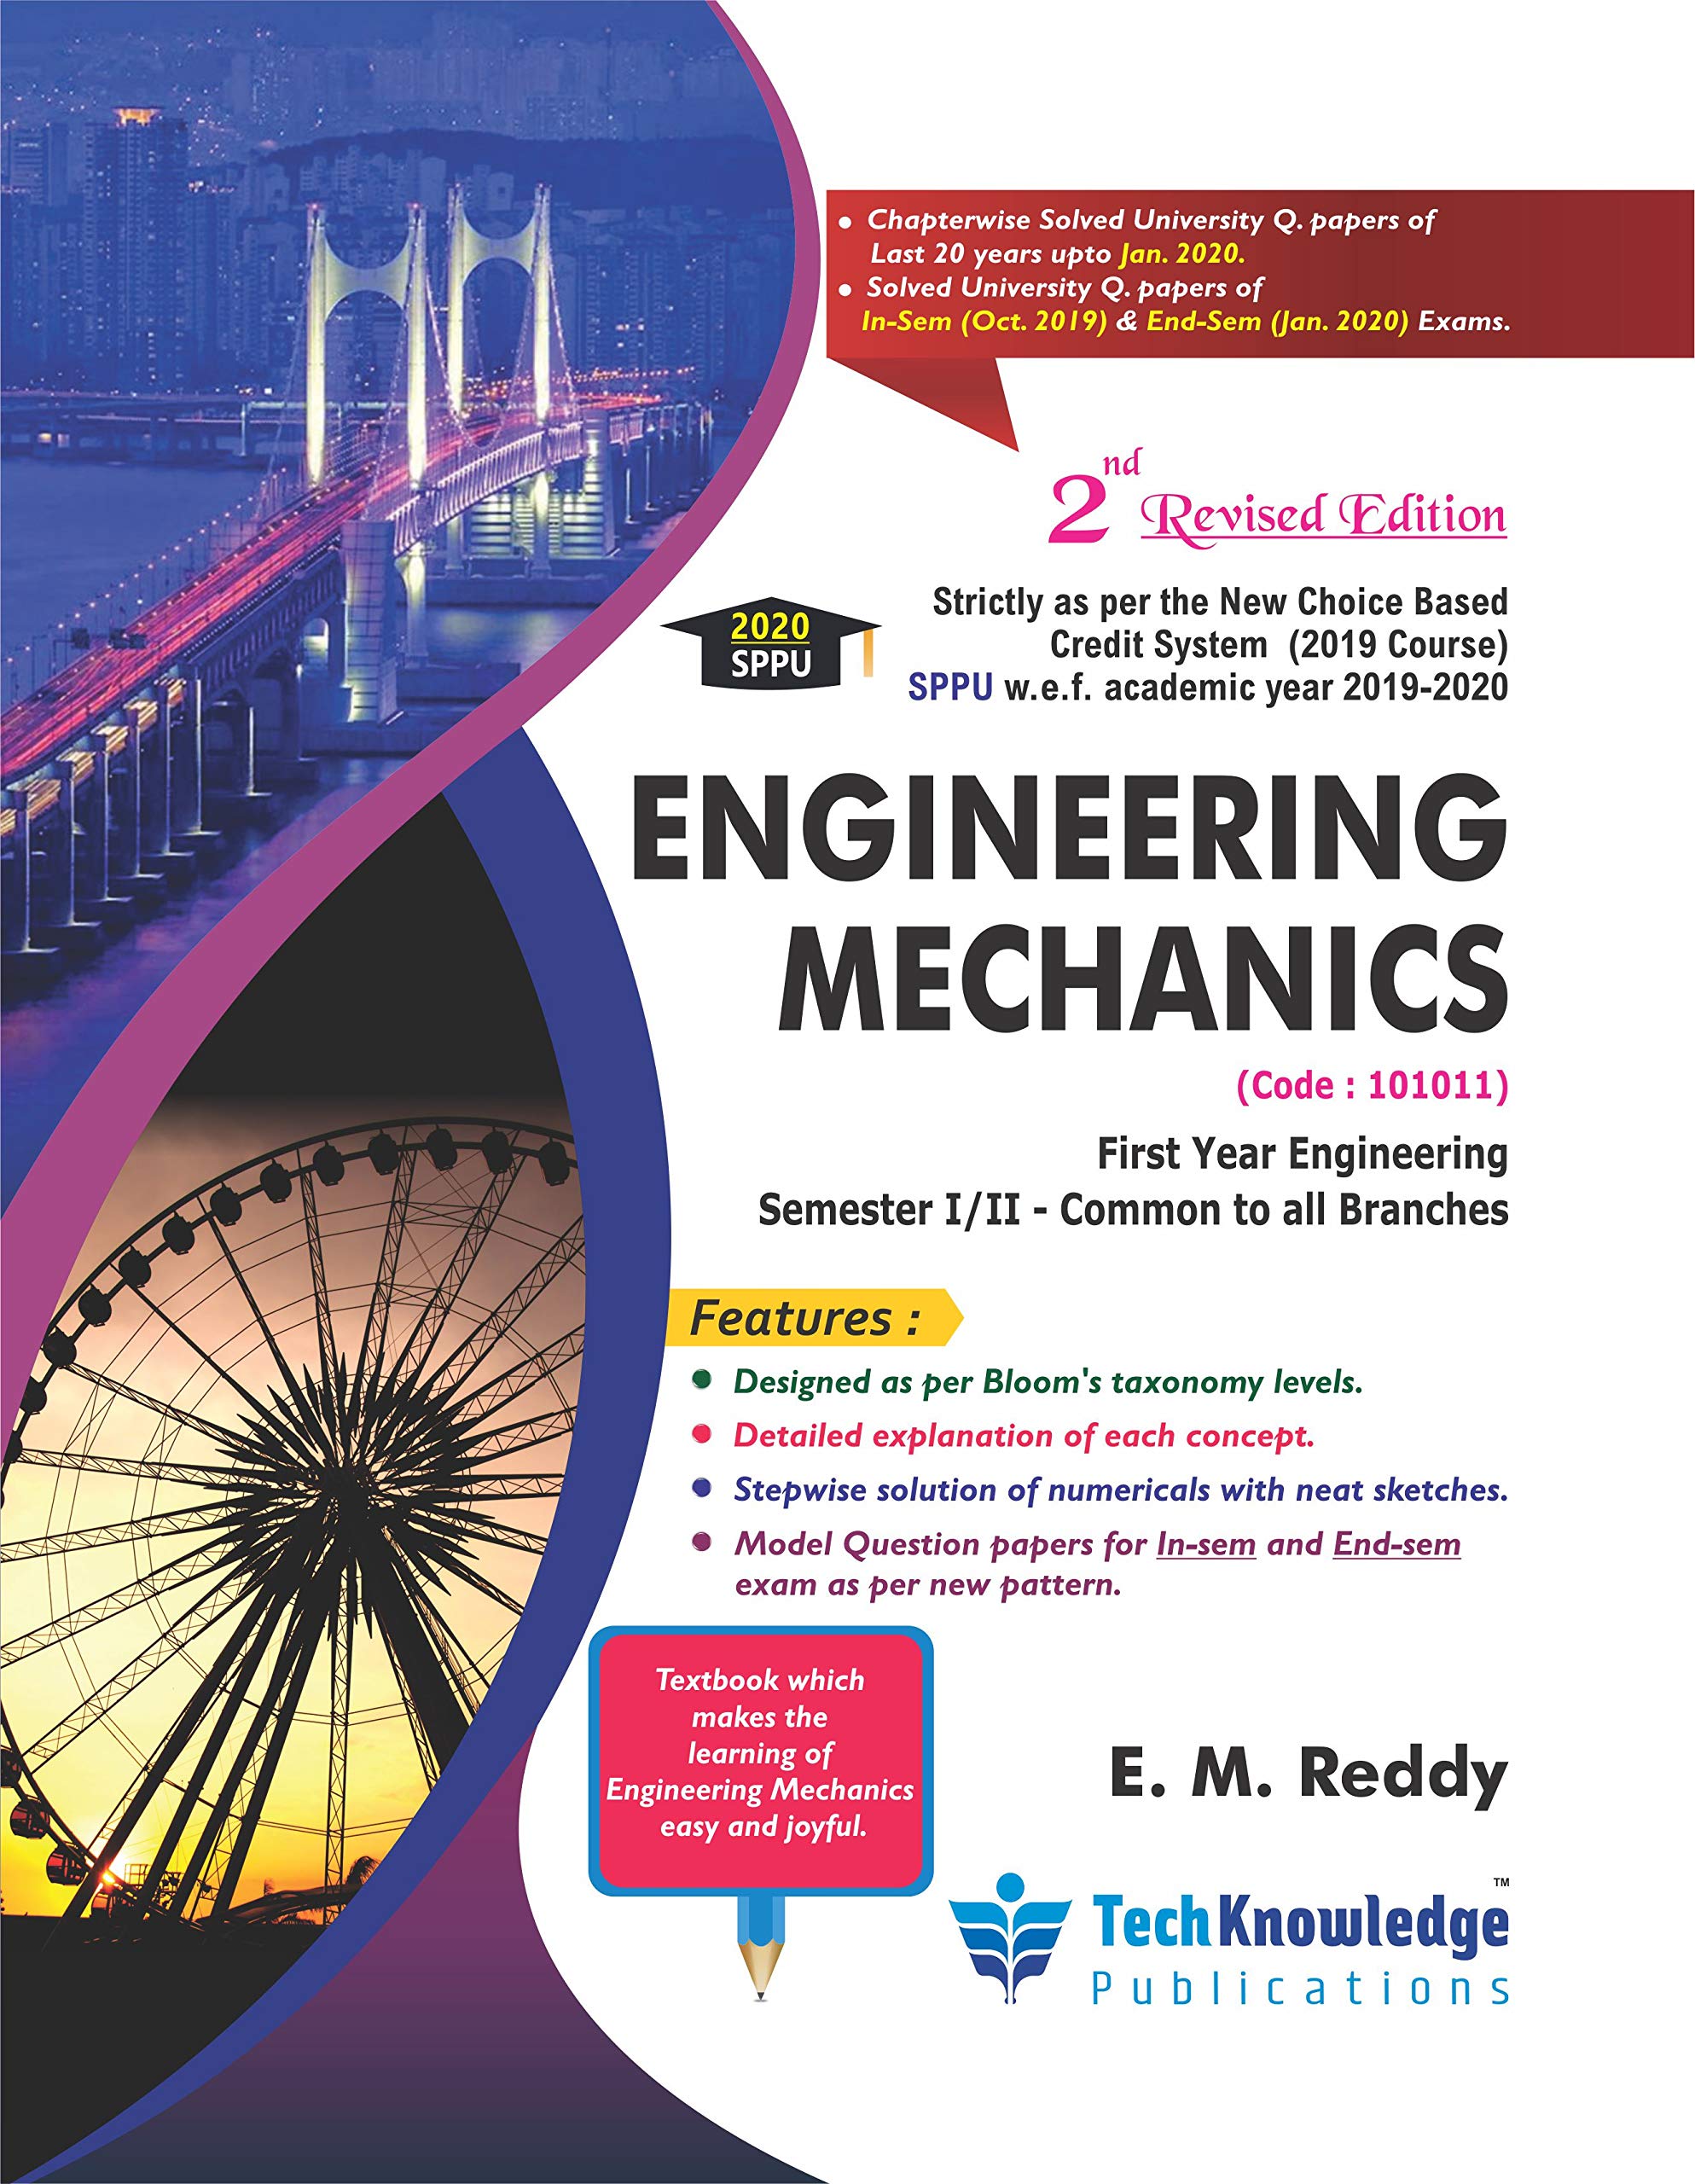 • Chapterwise Solved University Q. papers of
Last 20 years upto Jan. 2020.
• Solved University Q. papers of
In-Sem (Oct. 2019) & End-Sem (Jan. 2020) Exams.
2nd Revised Edition
2020
SPPU
Strictly as per the New Choice Based
Credit System (2019 Course)
SPPU w.e.f. academic year 2019-2020
ENGINEERING
MECHANICS
(Code : 101011)
First Year Engineering
Semester I/II - Common to all Branches
Features :
• Designed as per Bloom's taxonomy levels.
• Detailed explanation of each concept.
• Stepwise solution of numericals with neat sketches.
• Model Question papers for In-sem and End-sem
exam as per new pattern.
Textbook which
makes the
learning of
Engineering Mechanics
easy and joyful.
E. M. Reddy
TechKnowledge™
Publications